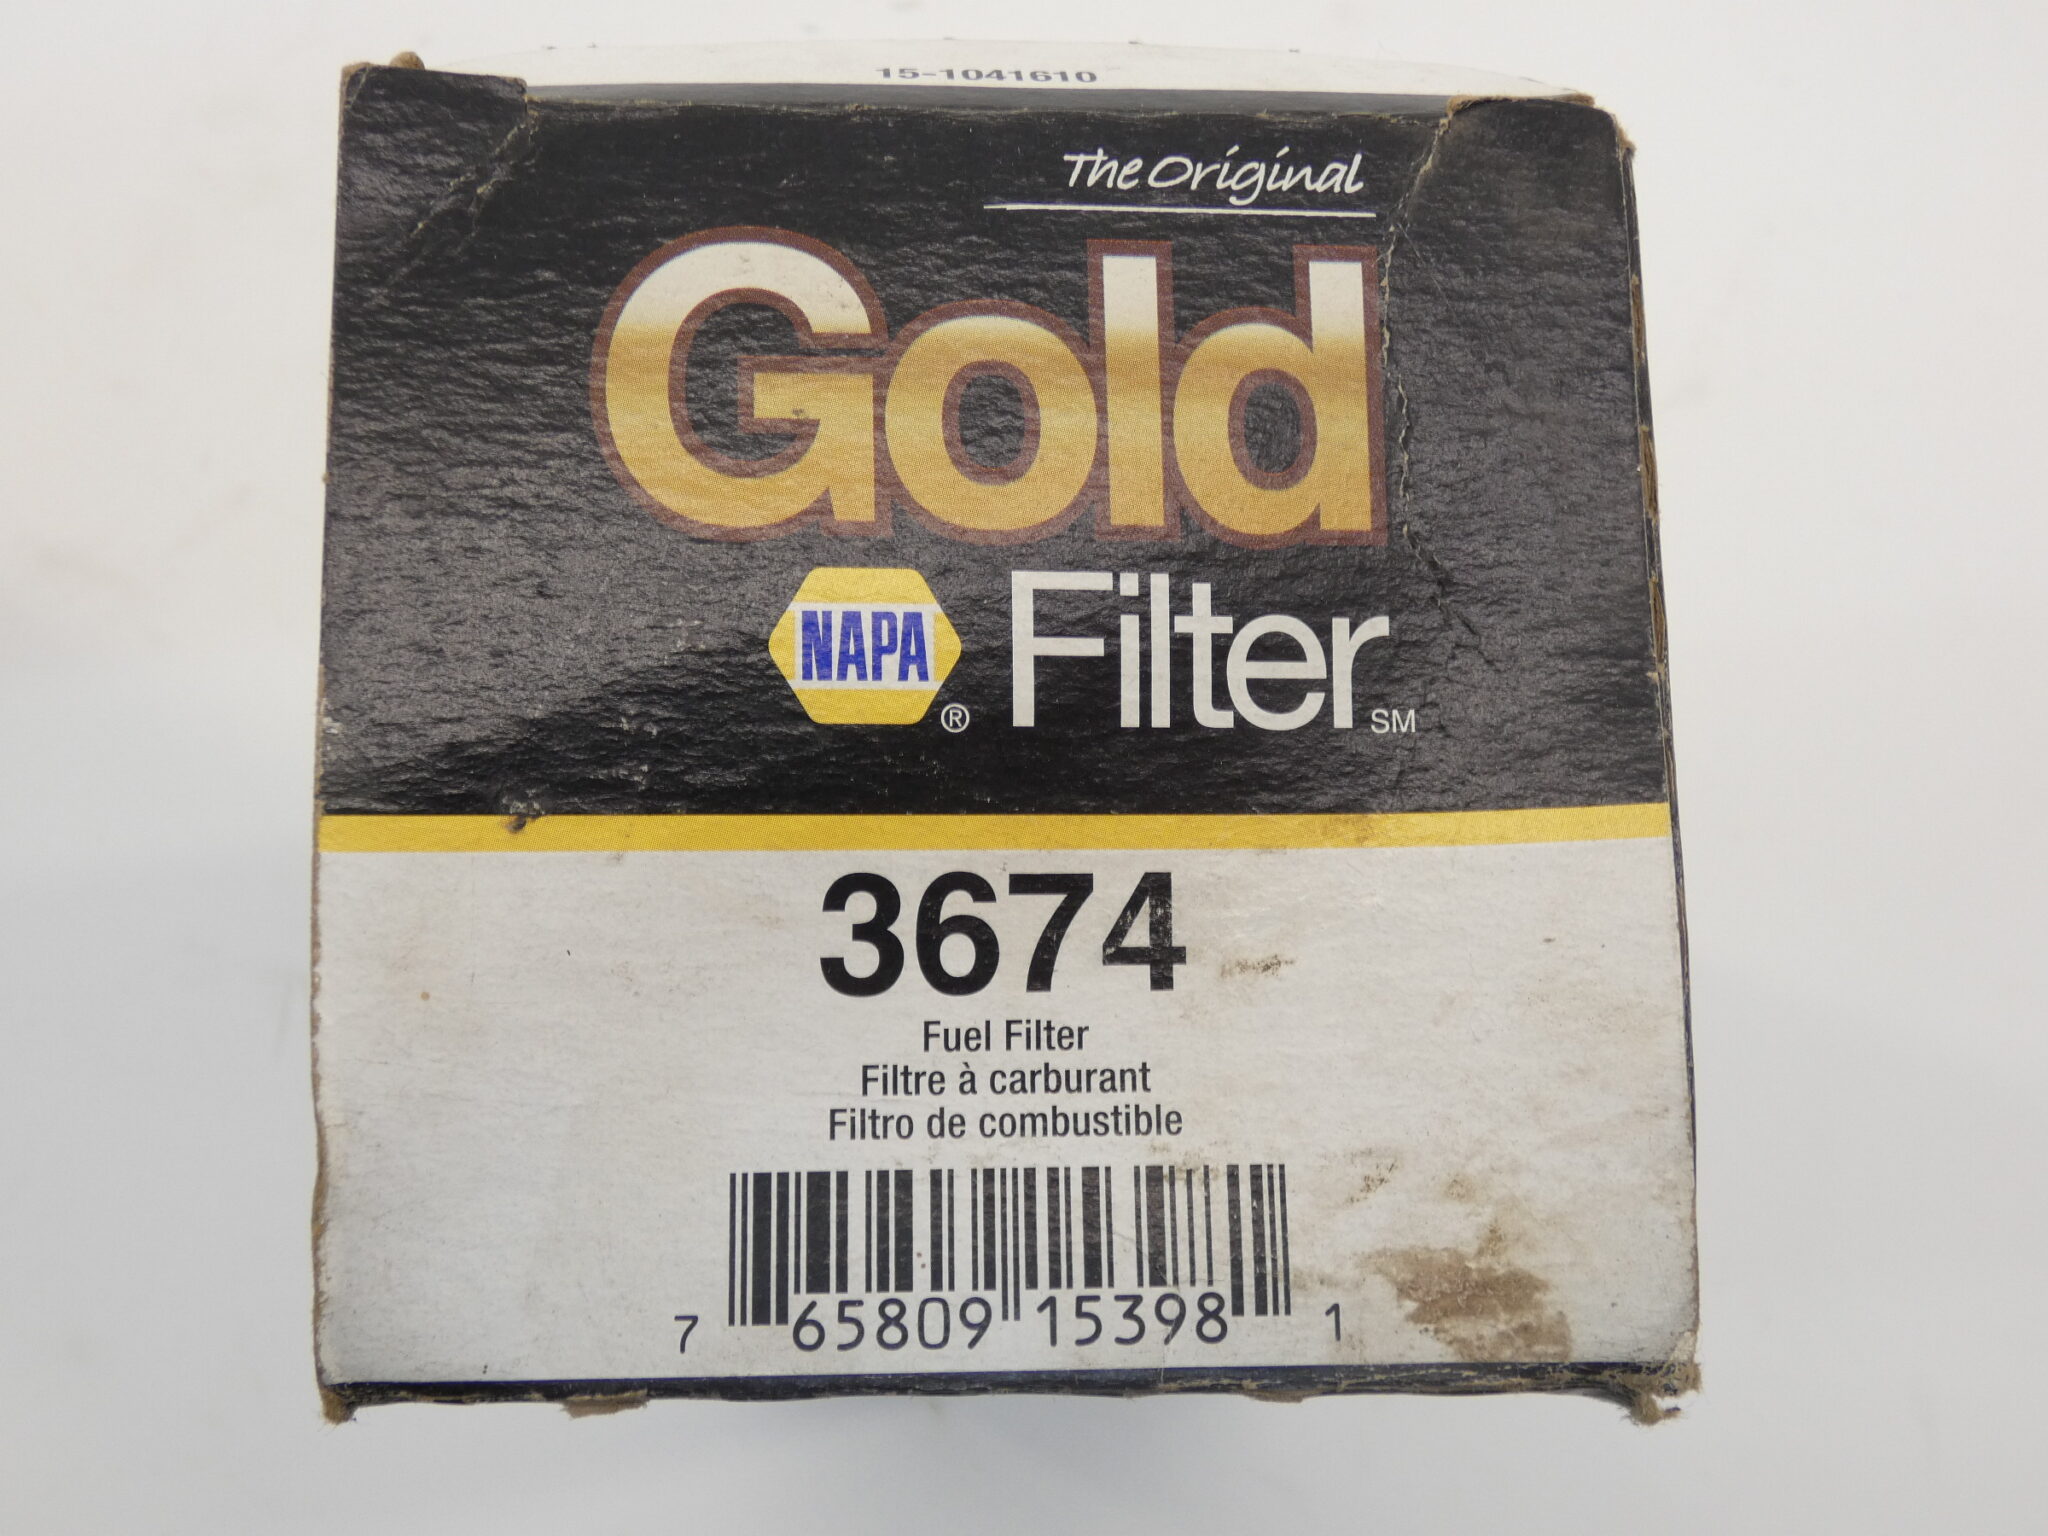 15-1041610
The Original
Gold
NAPA® Filter SM
3674
Fuel Filter
Filtre à carburant
Filtro de combustible
7 65809 15398 1